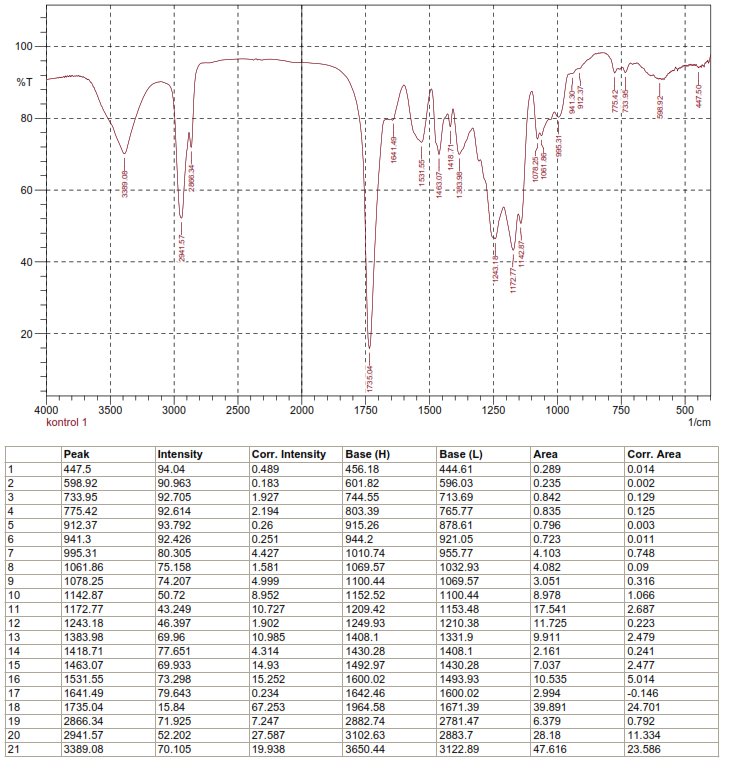 100
%T
80
60
40
20
3389.08
2941.57
2866.34
1735.04
1641.49
1531.55
1463.07
1418.71
1383.98
1243.18
1172.77
1142.87
1078.25
1061.86
995.31
941.30
912.37
775.42
733.95
598.92
447.50
4000 3500 3000 2500 2000 1750 1500 1250 1000 750 500
kontrol 1 1/cm
Peak Intensity Corr. Intensity Base (H) Base (L) Area Corr. Area
1 447.5 94.04 0.489 456.18 444.61 0.289 0.014
2 598.92 90.963 0.183 601.82 596.03 0.235 0.002
3 733.95 92.705 1.927 744.55 713.69 0.842 0.129
4 775.42 92.614 2.194 803.39 765.77 0.835 0.125
5 912.37 93.792 0.26 915.26 878.61 0.796 0.003
6 941.3 92.426 0.251 944.2 921.05 0.723 0.011
7 995.31 80.305 4.427 1010.74 955.77 4.103 0.748
8 1061.86 75.158 1.581 1069.57 1032.93 4.082 0.09
9 1078.25 74.207 4.999 1100.44 1069.57 3.051 0.316
10 1142.87 50.72 8.952 1152.52 1100.44 8.978 1.066
11 1172.77 43.249 10.727 1209.42 1153.48 17.541 2.687
12 1243.18 46.397 1.902 1249.93 1210.38 11.725 0.223
13 1383.98 69.96 10.985 1408.1 1331.9 9.911 2.479
14 1418.71 77.651 4.314 1430.28 1408.1 2.161 0.241
15 1463.07 69.933 14.93 1492.97 1430.28 7.037 2.477
16 1531.55 73.298 15.252 1600.02 1493.93 10.535 5.014
17 1641.49 79.643 0.234 1642.46 1600.02 2.994 -0.146
18 1735.04 15.84 67.253 1964.58 1671.39 39.891 24.701
19 2866.34 71.925 7.247 2882.74 2781.47 6.379 0.792
20 2941.57 52.202 27.587 3102.63 2883.7 28.18 11.334
21 3389.08 70.105 19.938 3650.44 3122.89 47.616 23.586